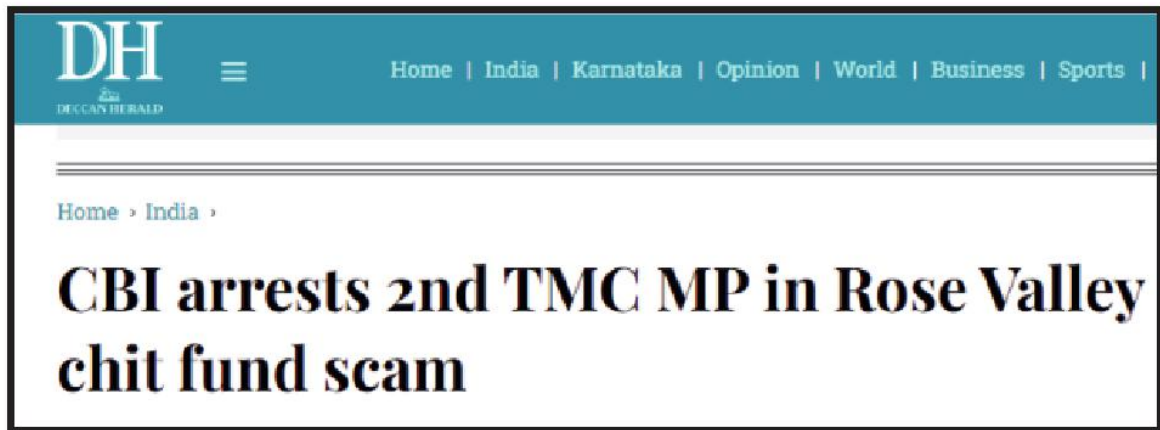 DH
DECCAN HERALD
Home | India | Karnataka | Opinion | World | Business | Sports |
Home › India ›
CBI arrests 2nd TMC MP in Rose Valley
chit fund scam